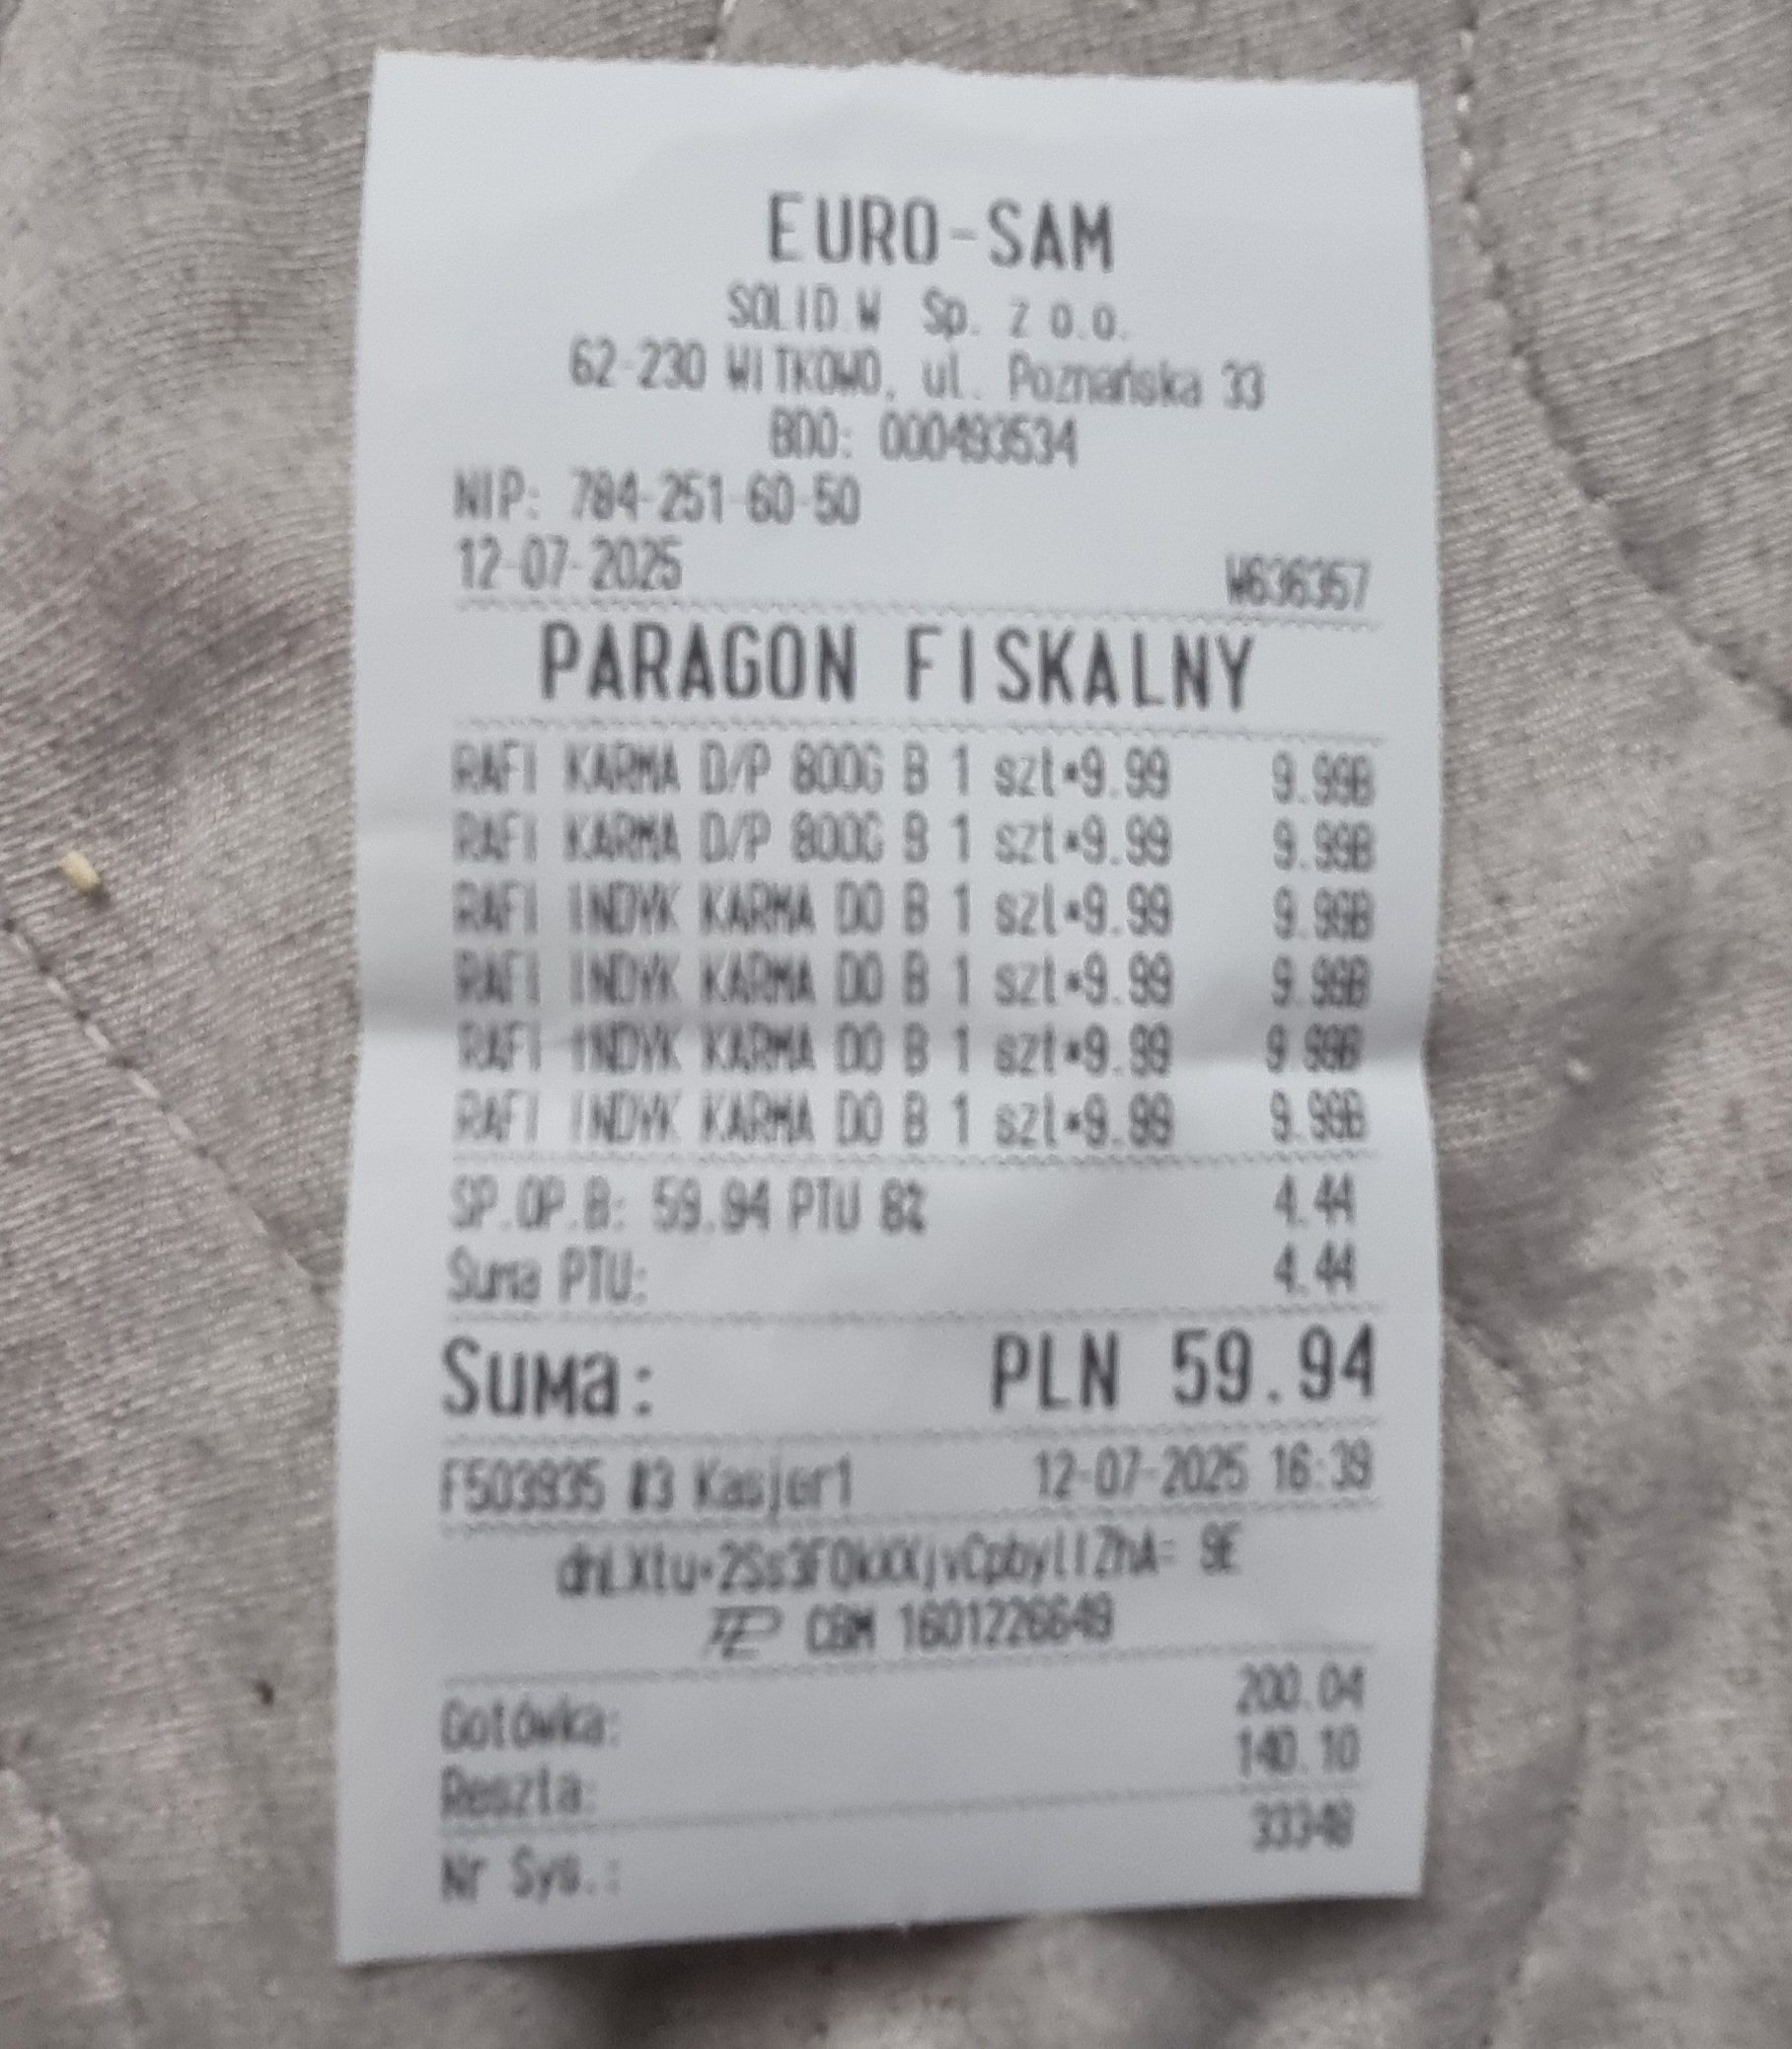 EURO-SAM
SOLID.W Sp. z o.o.
62-230 WITKOWO, ul. Poznańska 33
BDO: 000493534
NIP: 784-251-60-50
12-07-2025 W636357
PARAGON FISKALNY
RAFI KARMA D/P 800G B 1 szt*9.99 9.99B
RAFI KARMA D/P 800G B 1 szt*9.99 9.99B
RAFI INDYK KARMA DO B 1 szt*9.99 9.99B
RAFI INDYK KARMA DO B 1 szt*9.99 9.99B
RAFI INDYK KARMA DO B 1 szt*9.99 9.99B
RAFI INDYK KARMA DO B 1 szt*9.99 9.99B
SP.OP.B: 59.94 PTU 8% 4.44
Suma PTU: 4.44
Suma: PLN 59.94
F503935 #3 Kasjer1 12-07-2025 16:39
CBM 1601226649
Gotówka: 200.04
Reszta: 140.10
Nr Sys.: 33348